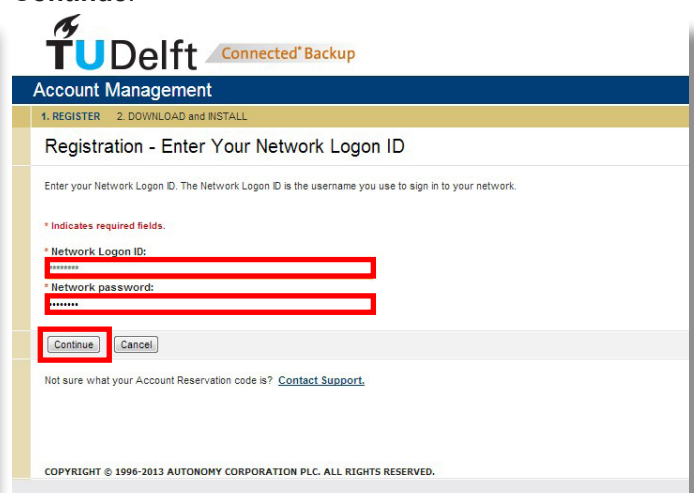 Continue.
TU Delft Connected® Backup
Account Management
1. REGISTER 2. DOWNLOAD and INSTALL
Registration - Enter Your Network Logon ID
Enter your Network Logon ID. The Network Logon ID is the username you use to sign in to your network.
* Indicates required fields.
* Network Logon ID:
********
* Network password:
••••••••
Continue Cancel
Not sure what your Account Reservation code is? Contact Support.
COPYRIGHT © 1996-2013 AUTONOMY CORPORATION PLC. ALL RIGHTS RESERVED.